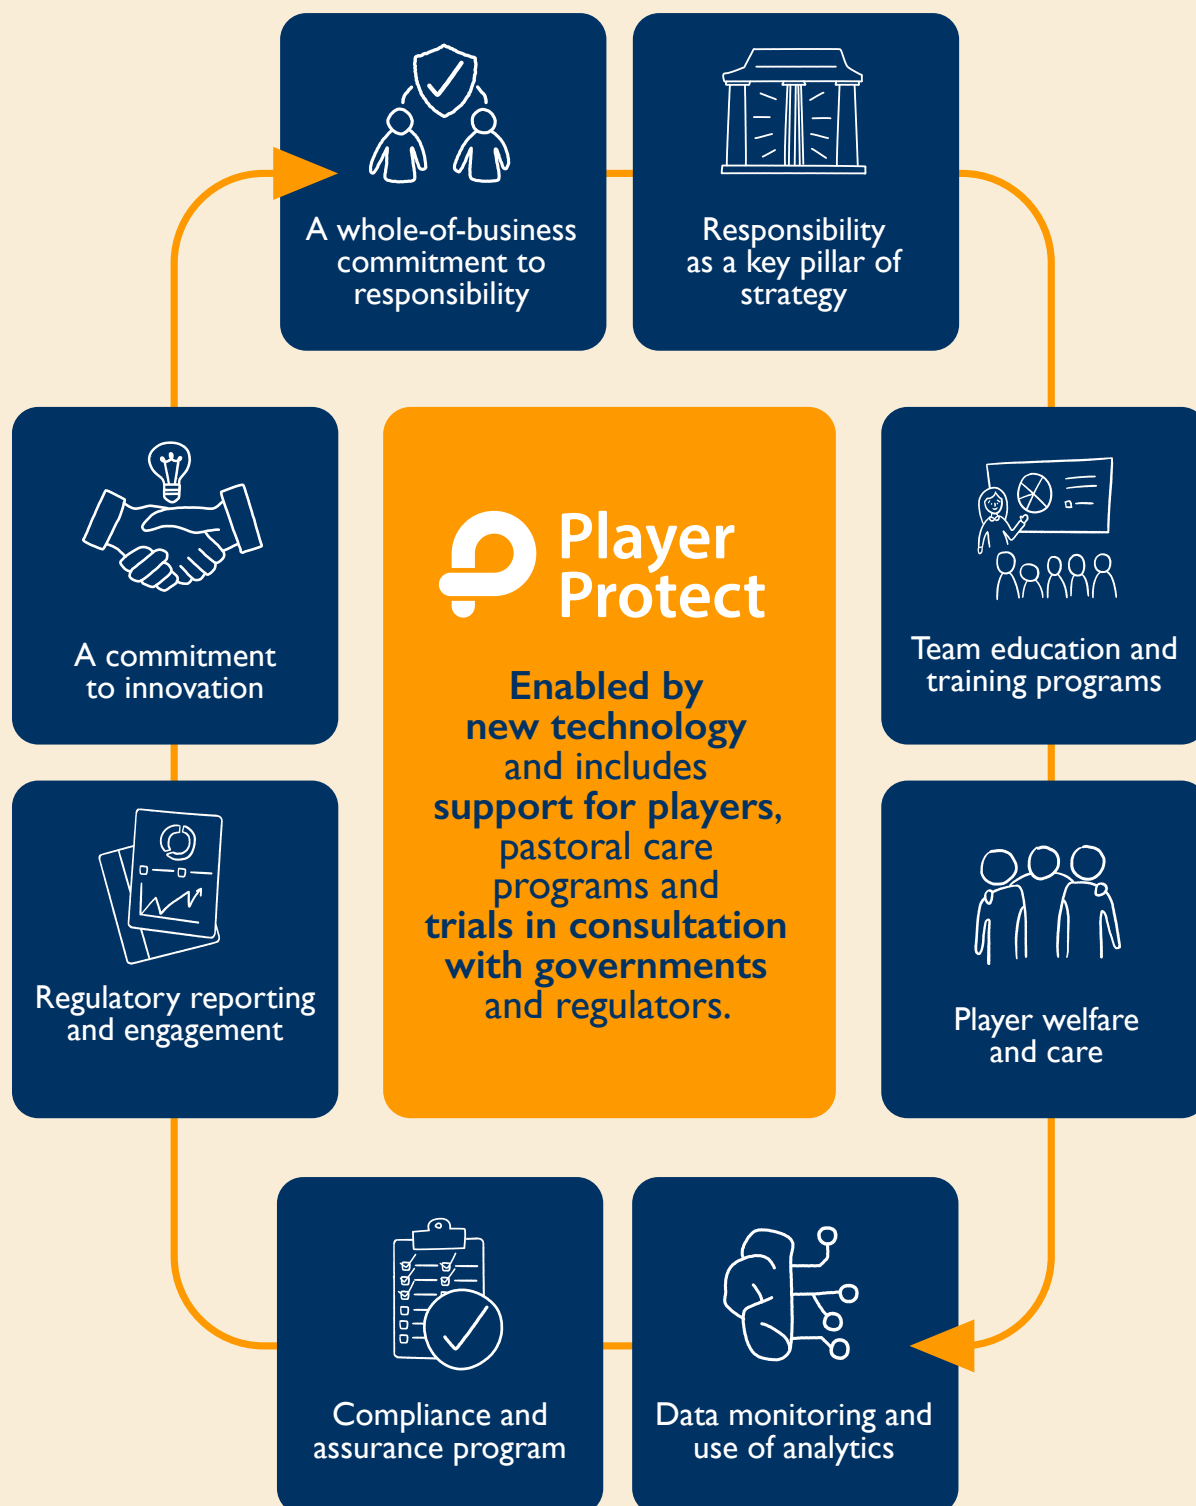 A whole-of-business
commitment to
responsibility
Responsibility
as a key pillar of
strategy
Team education and
training programs
Player welfare
and care
Data monitoring and
use of analytics
Compliance and
assurance program
Regulatory reporting
and engagement
A commitment
to innovation
Player
Protect
Enabled by
new technology
and includes
support for players,
pastoral care
programs and
trials in consultation
with governments
and regulators.